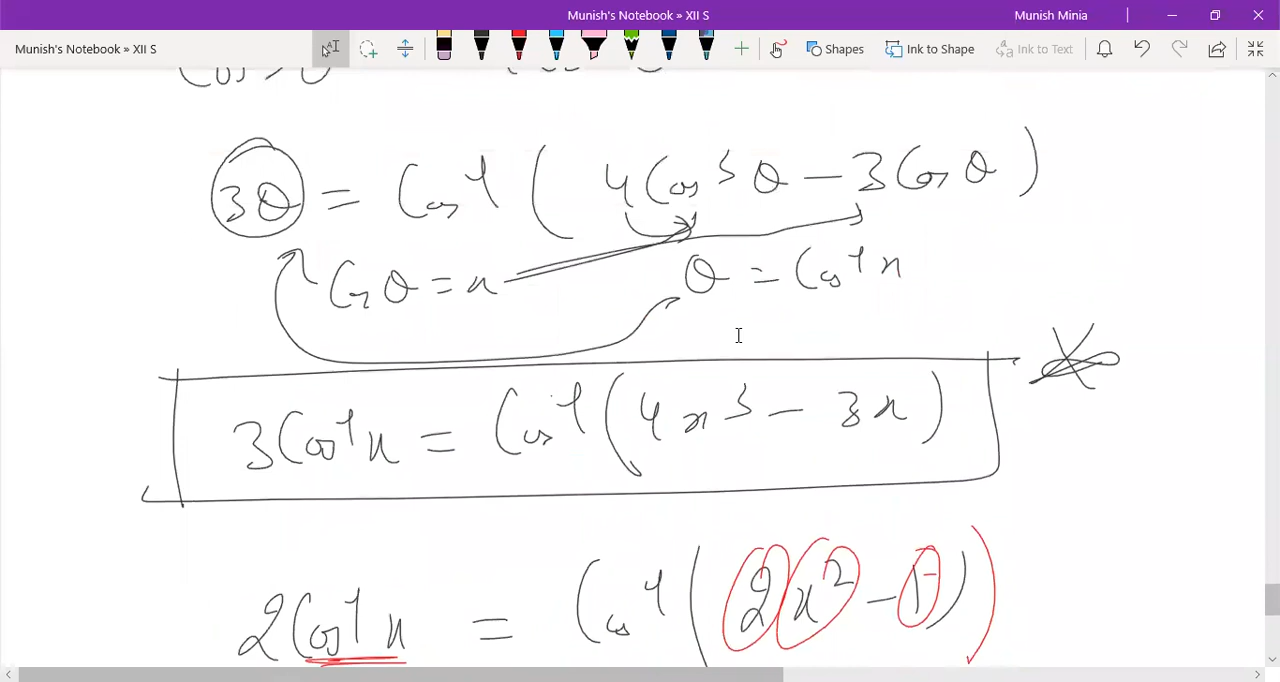 Munish's Notebook » XII S
Munish Minia
Munish's Notebook » XII S
Shapes
Ink to Shape
Ink to Text
3θ = Cos⁻¹ ( 4Cos³θ – 3Cosθ )
Cosθ = x θ = Cos⁻¹x
3Cos⁻¹x = Cos⁻¹(4x³ – 3x)
2Cos⁻¹x = Cos⁻¹(2x² – 1)